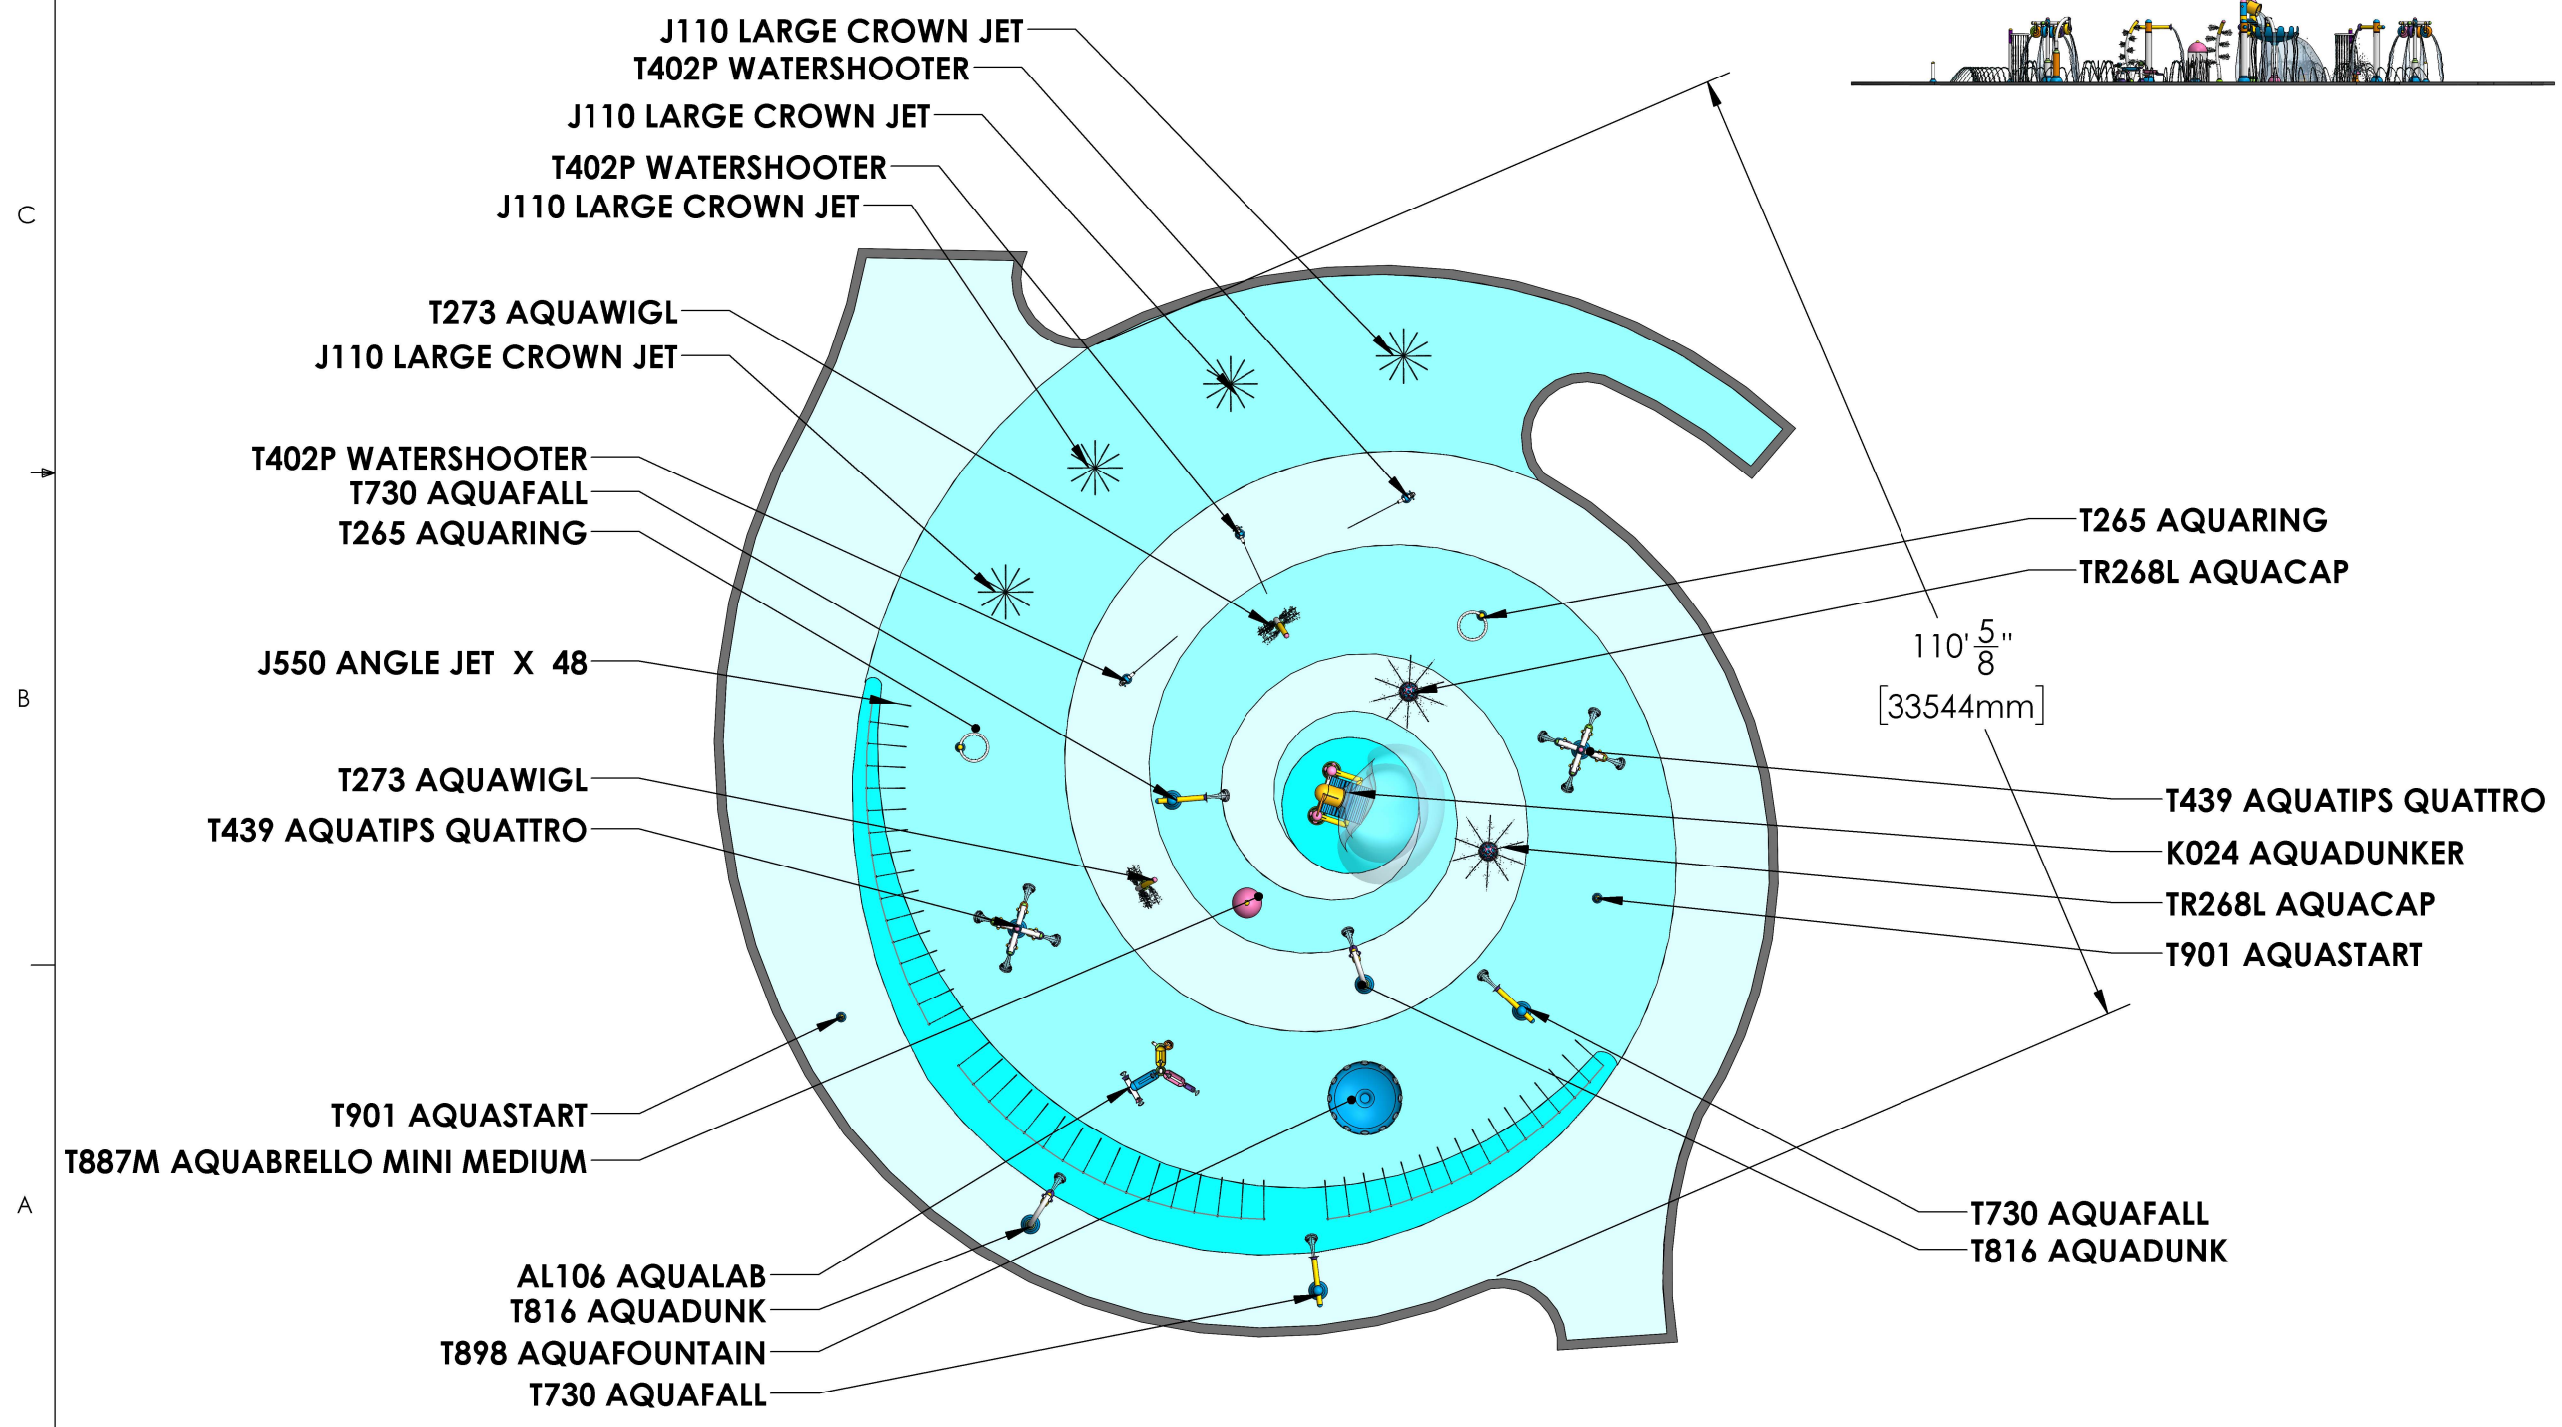 J110 LARGE CROWN JET
T402P WATERSHOOTER
J110 LARGE CROWN JET
T402P WATERSHOOTER
J110 LARGE CROWN JET
C
T273 AQUAWIGL
J110 LARGE CROWN JET
T402P WATERSHOOTER
T730 AQUAFALL
T265 AQUARING
T265 AQUARING
TR268L AQUACAP
110' 5/8"
[33544mm]
J550 ANGLE JET X 48
B
T273 AQUAWIGL
T439 AQUATIPS QUATTRO
T439 AQUATIPS QUATTRO
K024 AQUADUNKER
TR268L AQUACAP
T901 AQUASTART
T901 AQUASTART
T887M AQUABRELLO MINI MEDIUM
A
T730 AQUAFALL
T816 AQUADUNK
AL106 AQUALAB
T816 AQUADUNK
T898 AQUAFOUNTAIN
T730 AQUAFALL